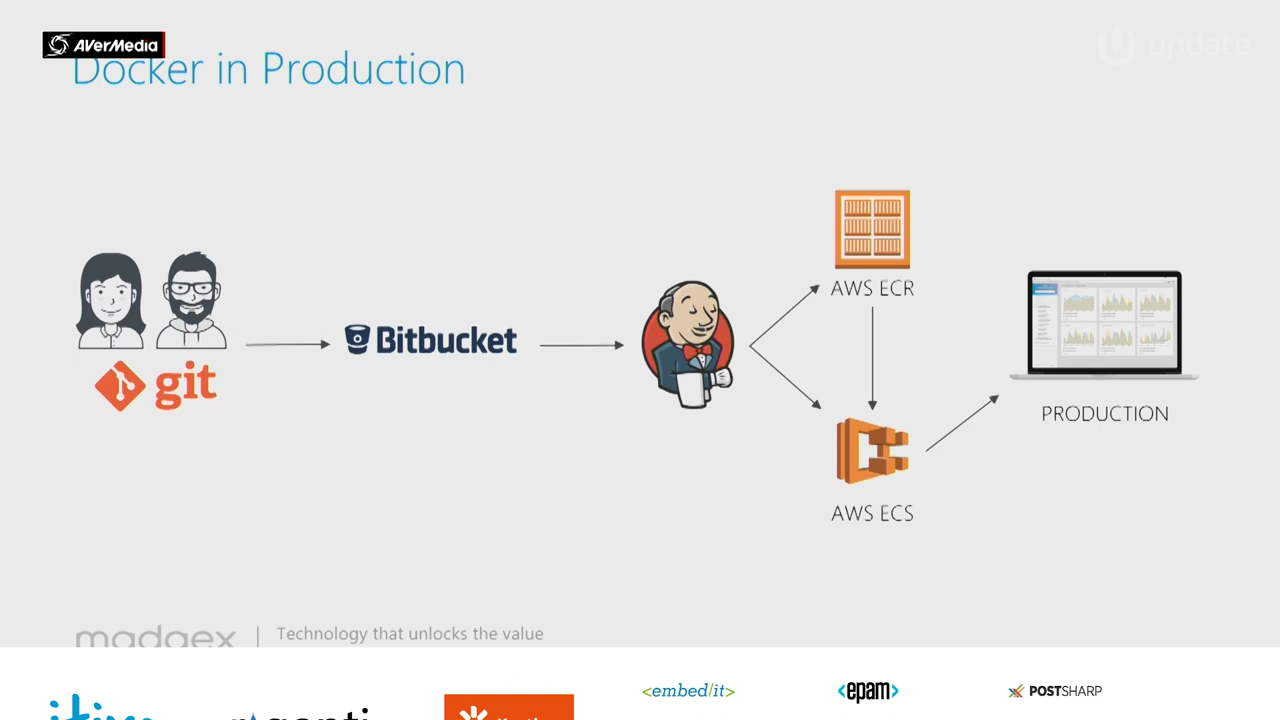 AVerMedia
update
Docker in Production
AWS ECR
git
Bitbucket
PRODUCTION
AWS ECS
madgex | Technology that unlocks the value
<embed/it>
<epam>
POSTSHARP